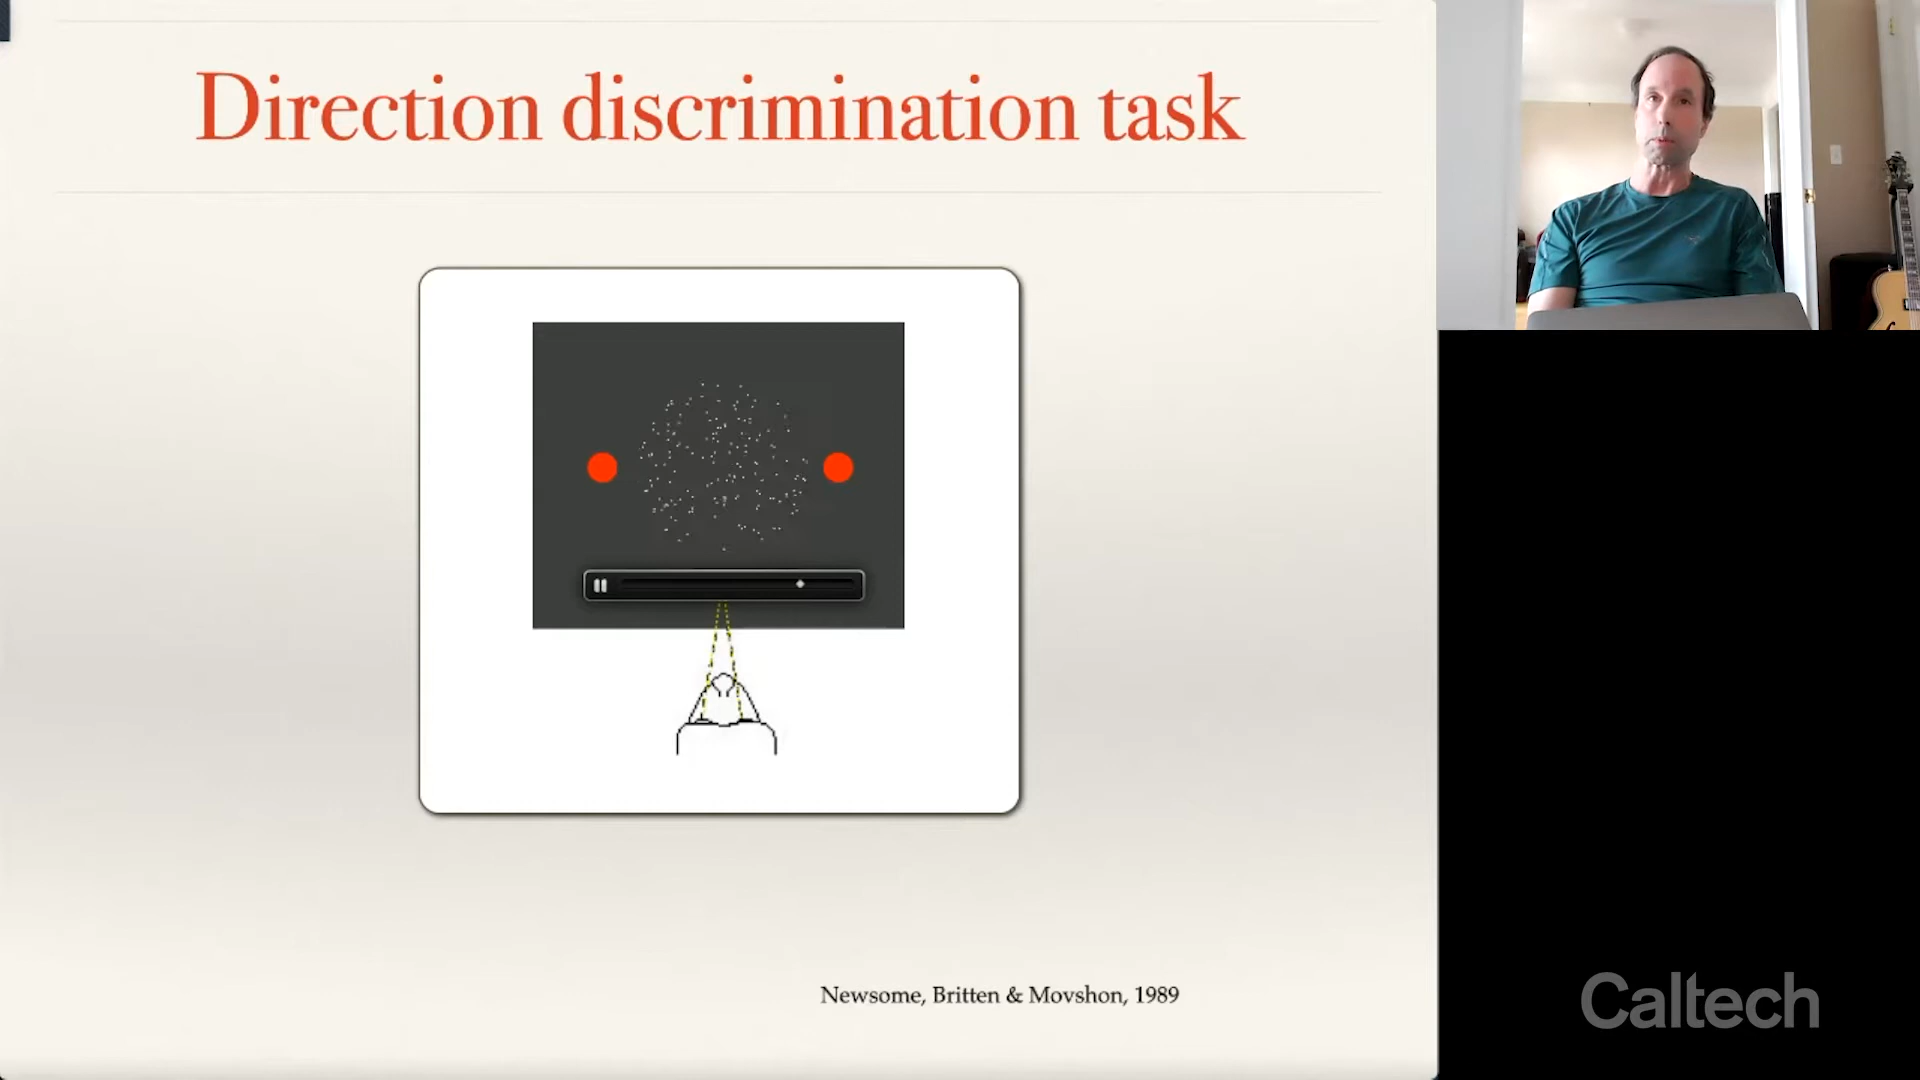 Direction discrimination task
Newsome, Britten & Movshon, 1989
Caltech